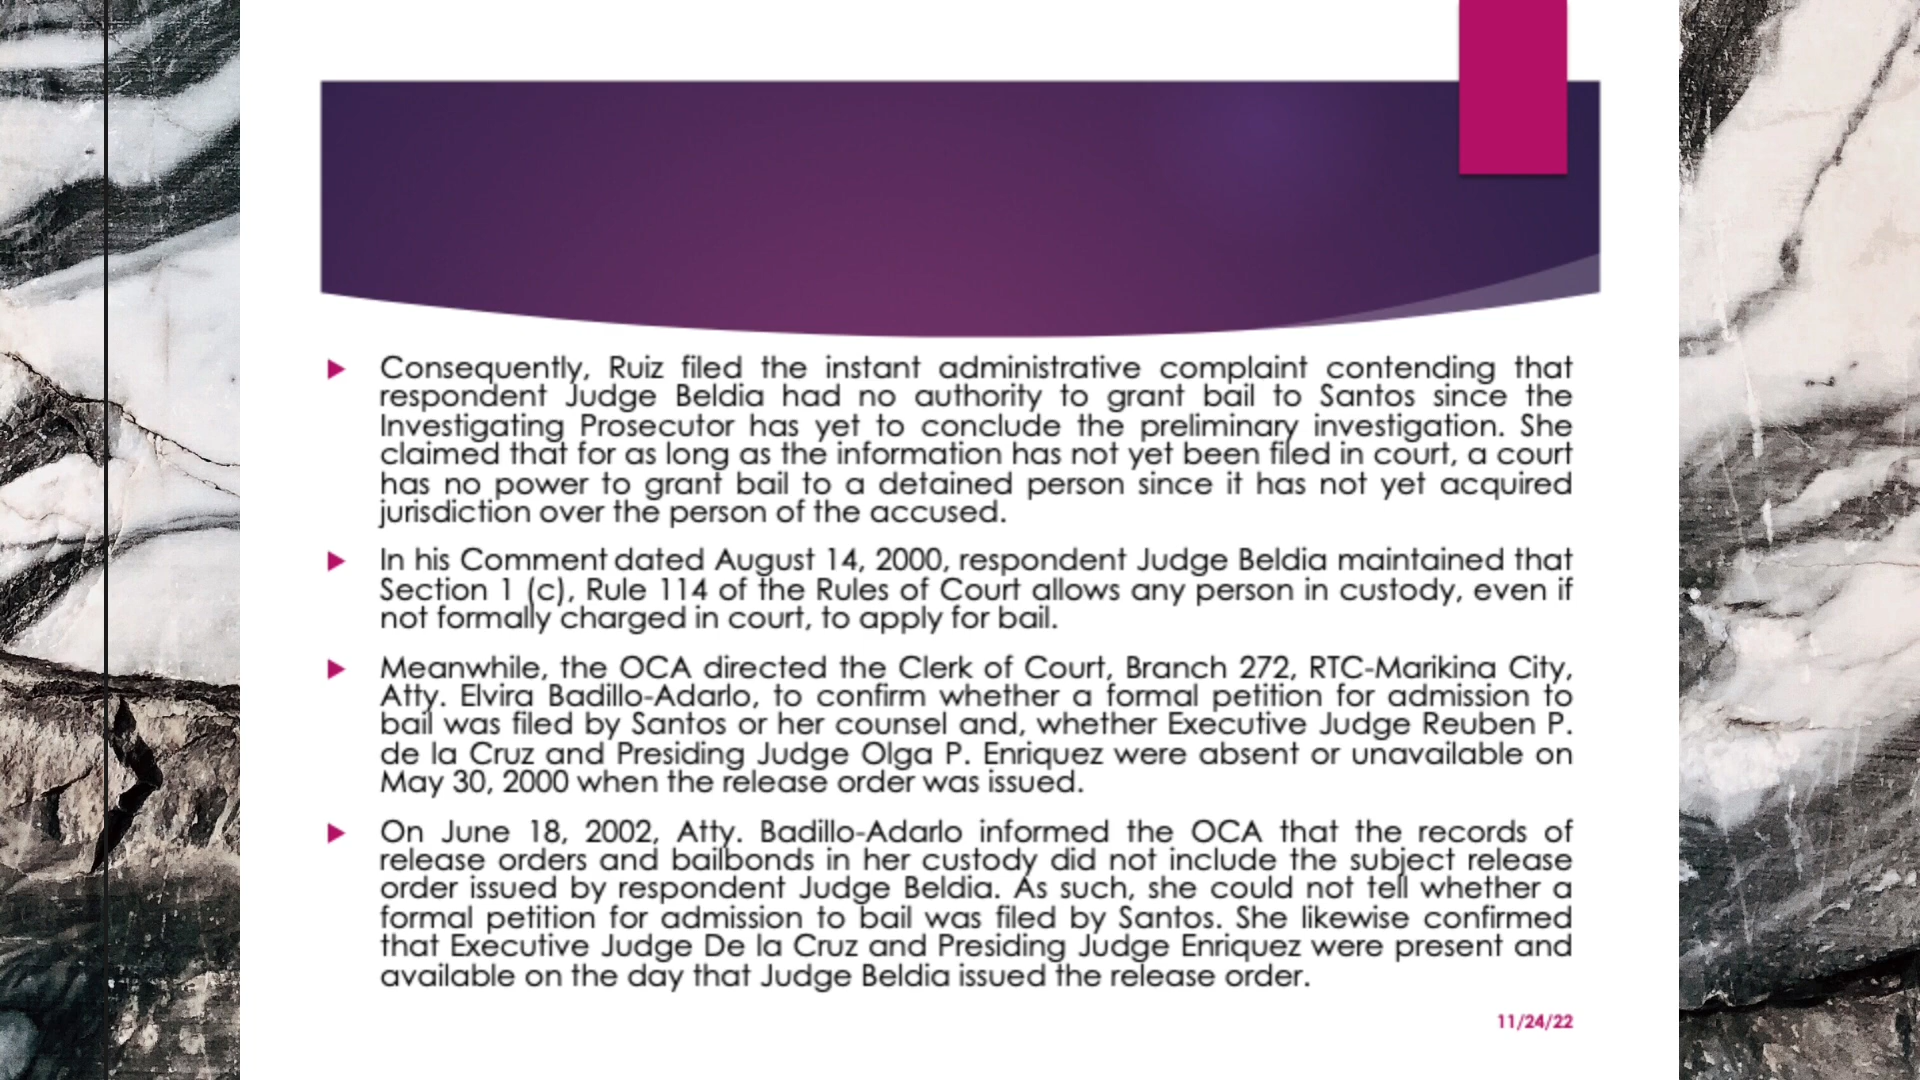 Consequently, Ruiz filed the instant administrative complaint contending that
respondent Judge Beldia had no authority to grant bail to Santos since the
Investigating Prosecutor has yet to conclude the preliminary investigation. She
claimed that for as long as the information has not yet been filed in court, a court
has no power to grant bail to a detained person since it has not yet acquired
jurisdiction over the person of the accused.
In his Comment dated August 14, 2000, respondent Judge Beldia maintained that
Section 1 (c), Rule 114 of the Rules of Court allows any person in custody, even if
not formally charged in court, to apply for bail.
Meanwhile, the OCA directed the Clerk of Court, Branch 272, RTC-Marikina City,
Atty. Elvira Badillo-Adarlo, to confirm whether a formal petition for admission to
bail was filed by Santos or her counsel and, whether Executive Judge Reuben P.
de la Cruz and Presiding Judge Olga P. Enriquez were absent or unavailable on
May 30, 2000 when the release order was issued.
On June 18, 2002, Atty. Badillo-Adarlo informed the OCA that the records of
release orders and bailbonds in her custody did not include the subject release
order issued by respondent Judge Beldia. As such, she could not tell whether a
formal petition for admission to bail was filed by Santos. She likewise confirmed
that Executive Judge De la Cruz and Presiding Judge Enriquez were present and
available on the day that Judge Beldia issued the release order.
11/24/22